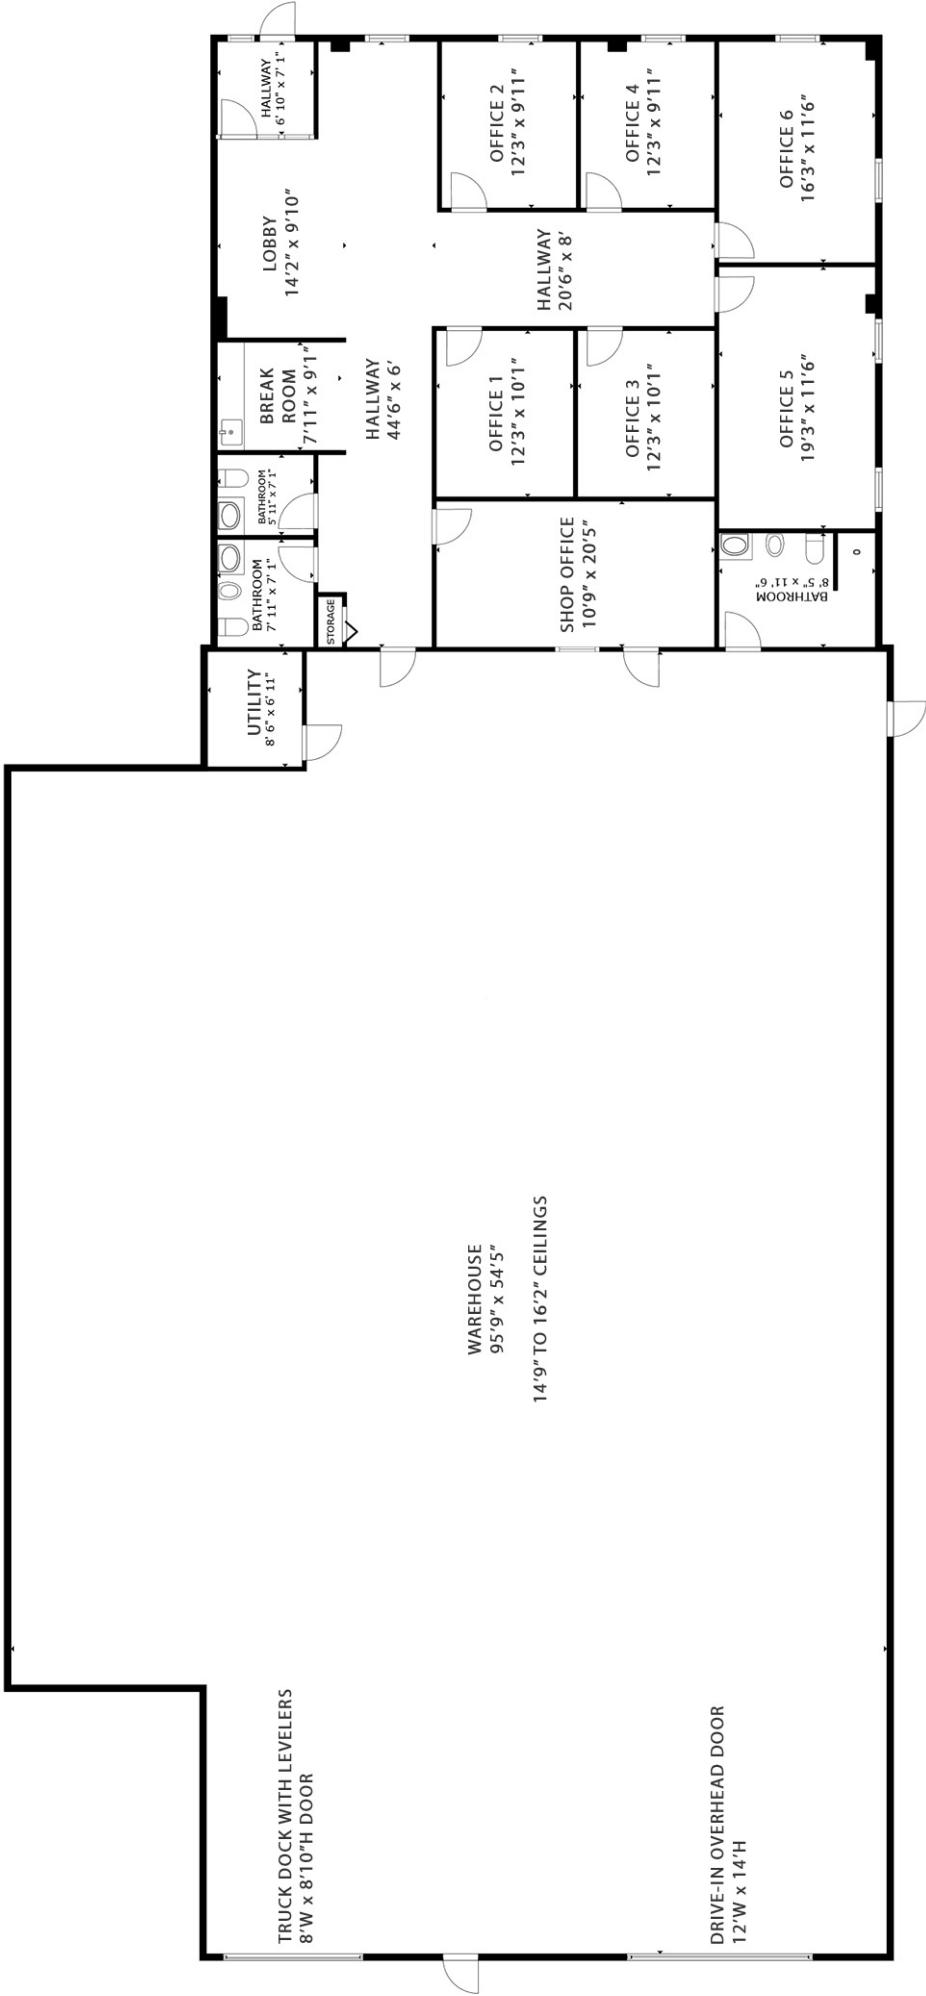 HALLWAY
6' 10" x 7' 1"
OFFICE 2
12'3" x 9'11"
OFFICE 4
12'3" x 9'11"
OFFICE 6
16'3" x 11'6"
LOBBY
14'2" x 9'10"
HALLWAY
20'6" x 8'
BREAK
ROOM
7'11" x 9'1"
HALLWAY
44'6" x 6'
OFFICE 1
12'3" x 10'1"
OFFICE 3
12'3" x 10'1"
OFFICE 5
19'3" x 11'6"
BATHROOM
5' 11" x 7' 1"
BATHROOM
7' 11" x 7' 1"
STORAGE
SHOP OFFICE
10'9" x 20'5"
BATHROOM
8' 5" x 11' 6"
UTILITY
8' 6" x 6' 11"
WAREHOUSE
95'9" x 54'5"
14'9" TO 16'2" CEILINGS
TRUCK DOCK WITH LEVELERS
8'W x 8'10"H DOOR
DRIVE-IN OVERHEAD DOOR
12'W x 14'H